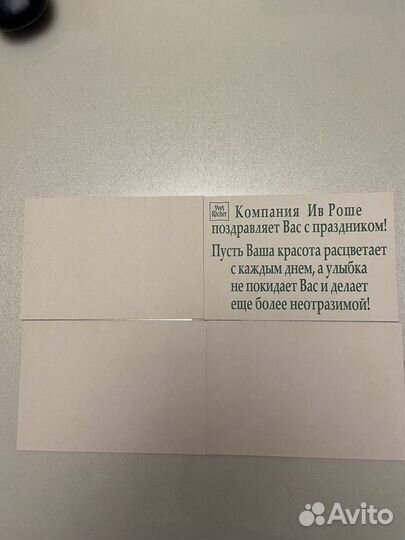 Yves Rocher
Компания Ив Роше
поздравляет Вас с праздником!
Пусть Ваша красота расцветает
с каждым днем, а улыбка
не покидает Вас и делает
еще более неотразимой!
Avito